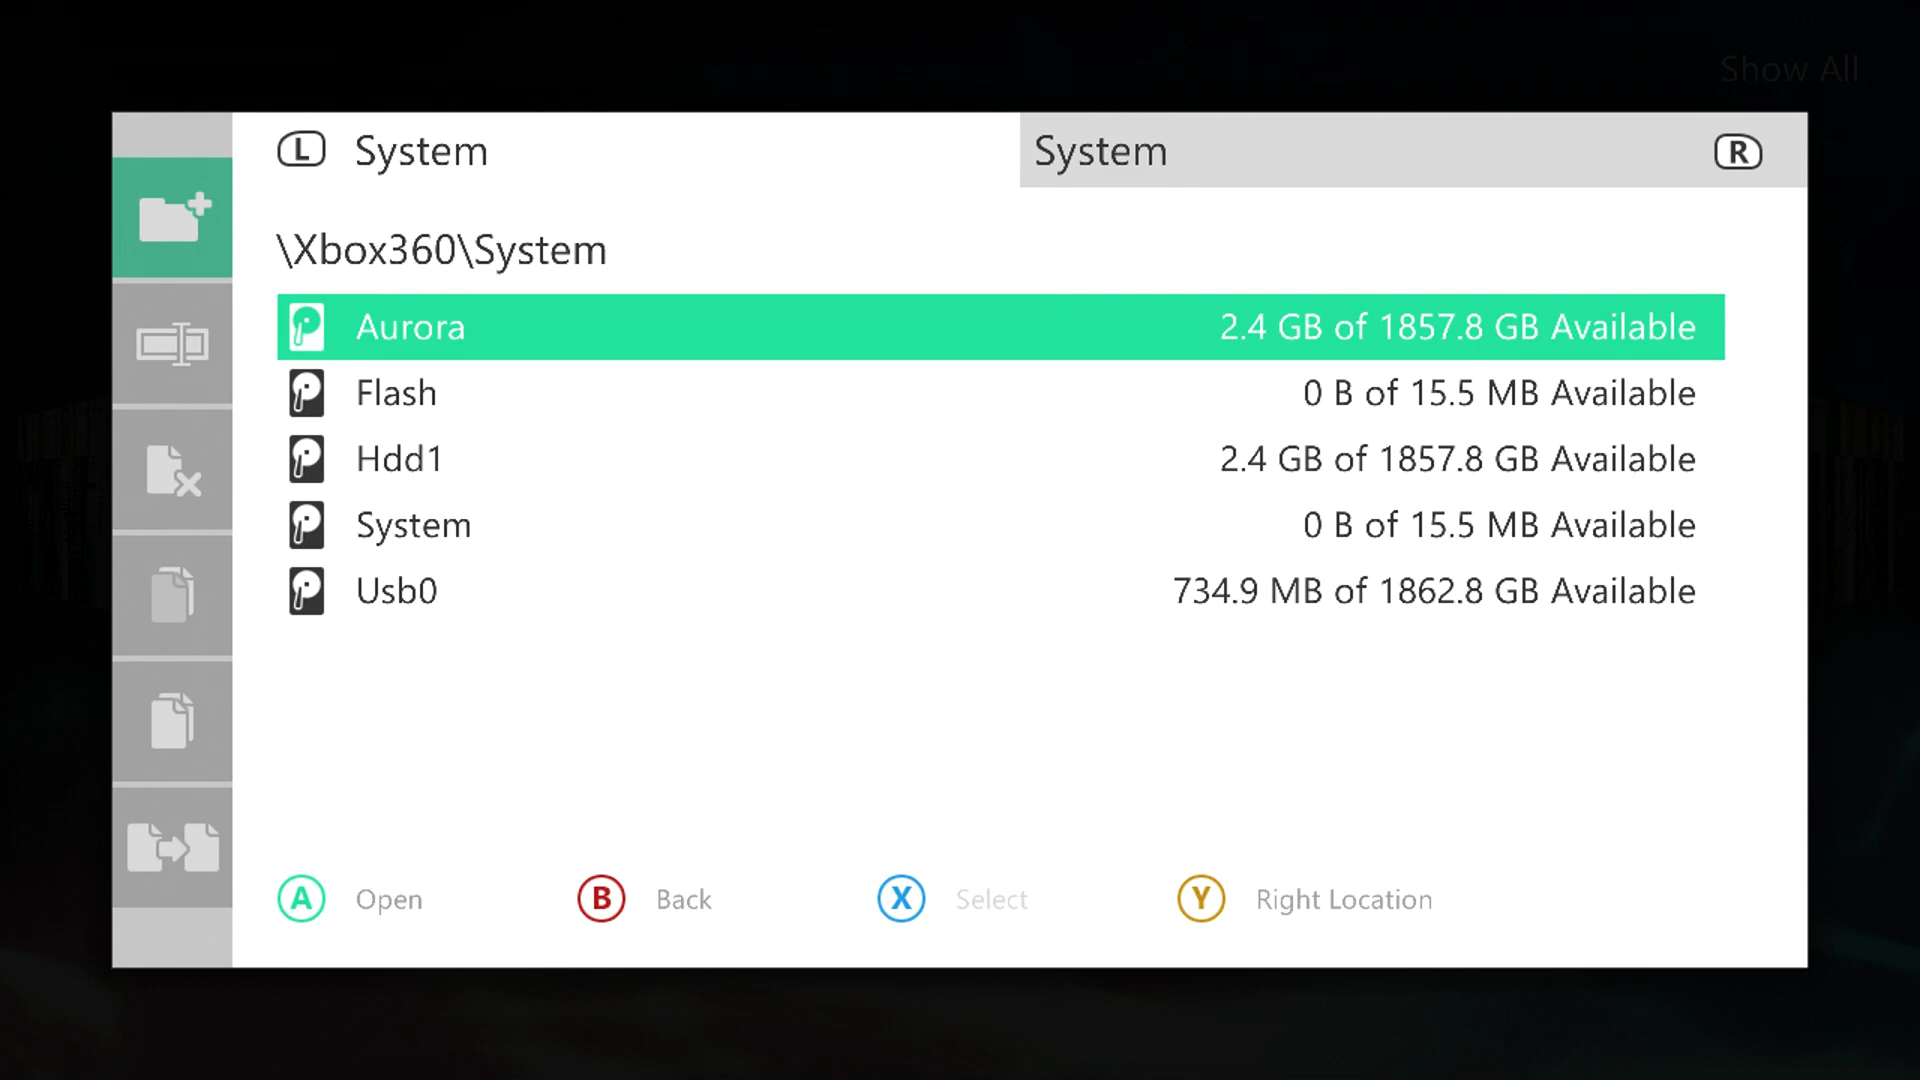 Show All
L System
System R
\Xbox360\System
Aurora 2.4 GB of 1857.8 GB Available
Flash 0 B of 15.5 MB Available
Hdd1 2.4 GB of 1857.8 GB Available
System 0 B of 15.5 MB Available
Usb0 734.9 MB of 1862.8 GB Available
A Open B Back X Select Y Right Location